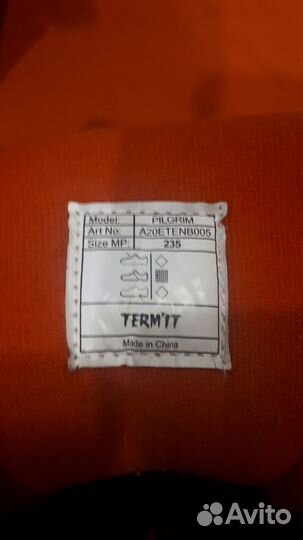 Model: PILGRIM
Art No: A20ETENB005
Size MP: 235
TERM'IT
Made in China
Avito